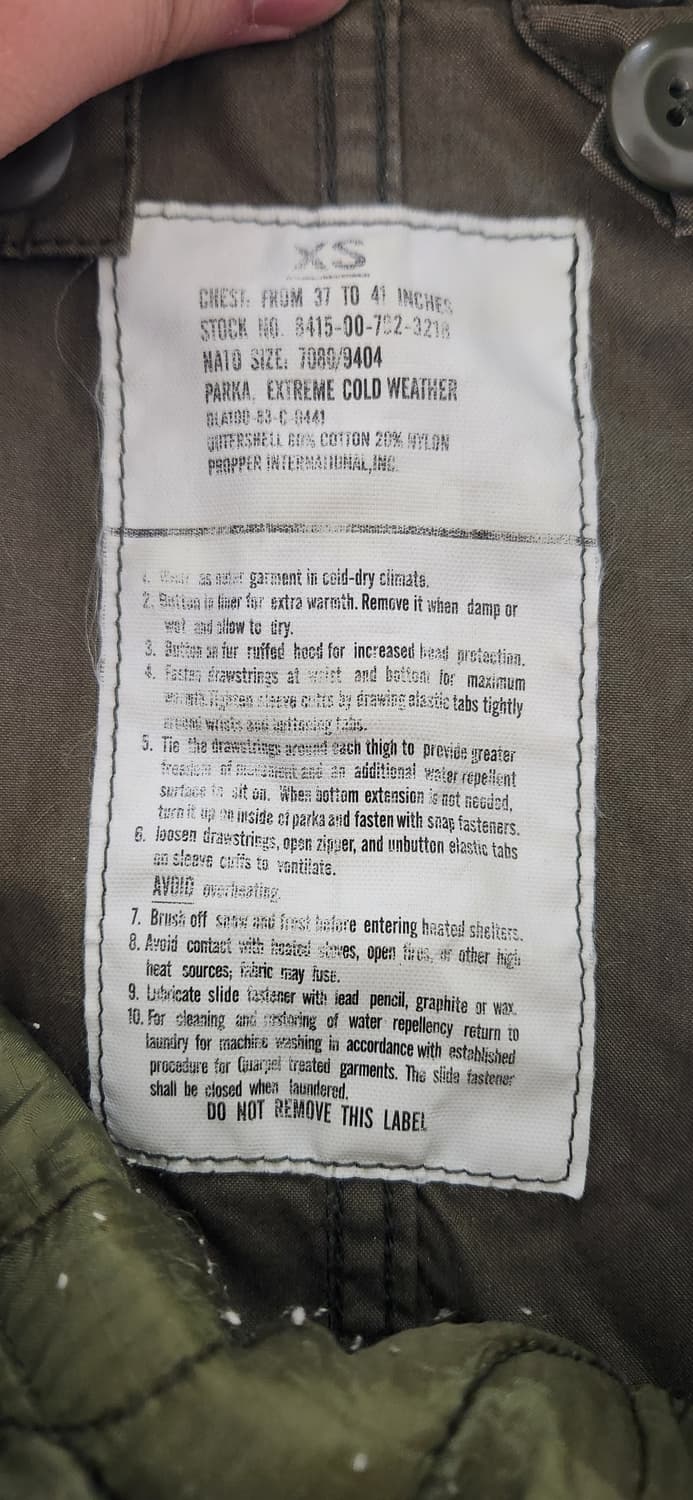 XS
CHEST: FROM 37 TO 41 INCHES
STOCK NO. 8415-00-782-3218
NATO SIZE: 7080/9404
PARKA, EXTREME COLD WEATHER
DLA100-83-C-0441
OUTERSHELL 80% COTTON 20% NYLON
PROPPER INTERNATIONAL,INC.
1. as outer garment in cold-dry climate.
2. Button in liner for extra warmth. Remove it when damp or
wet and allow to dry.
3. Button on fur ruffed hood for increased head protection.
4. Fasten drawstrings at waist and bottom for maximum
warmth. Tighten sleeve cuffs by drawing elastic tabs tightly
around wrists and buttoning tabs.
5. Tie the drawstrings around each thigh to provide greater
freedom of movement and an additional water repellent
surface to sit on. When bottom extension is not needed,
turn it up on inside of parka and fasten with snap fasteners.
6. loosen drawstrings, open zipper, and unbutton elastic tabs
on sleeve cuffs to ventilate.
AVOID overheating.
7. Brush off snow and frost before entering heated shelters.
8. Avoid contact with heated stoves, open fires, or other high
heat sources; fabric may fuse.
9. Lubricate slide fastener with lead pencil, graphite or wax.
10. For cleaning and restoring of water repellency return to
laundry for machine washing in accordance with established
procedure for Quarpel treated garments. The slide fastener
shall be closed when laundered.
DO NOT REMOVE THIS LABEL